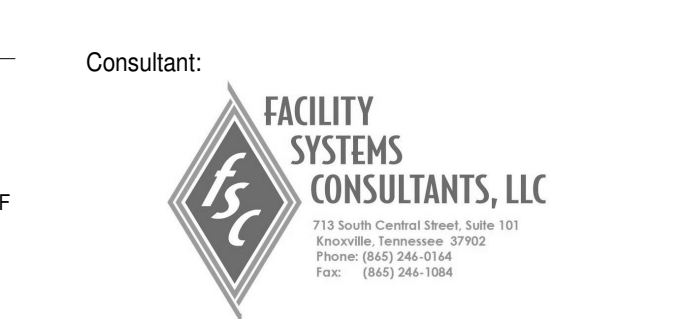 Consultant:
FACILITY
SYSTEMS
CONSULTANTS, LLC
fsc
713 South Central Street, Suite 101
Knoxville, Tennessee 37902
Phone: (865) 246-0164
Fax: (865) 246-1084
F